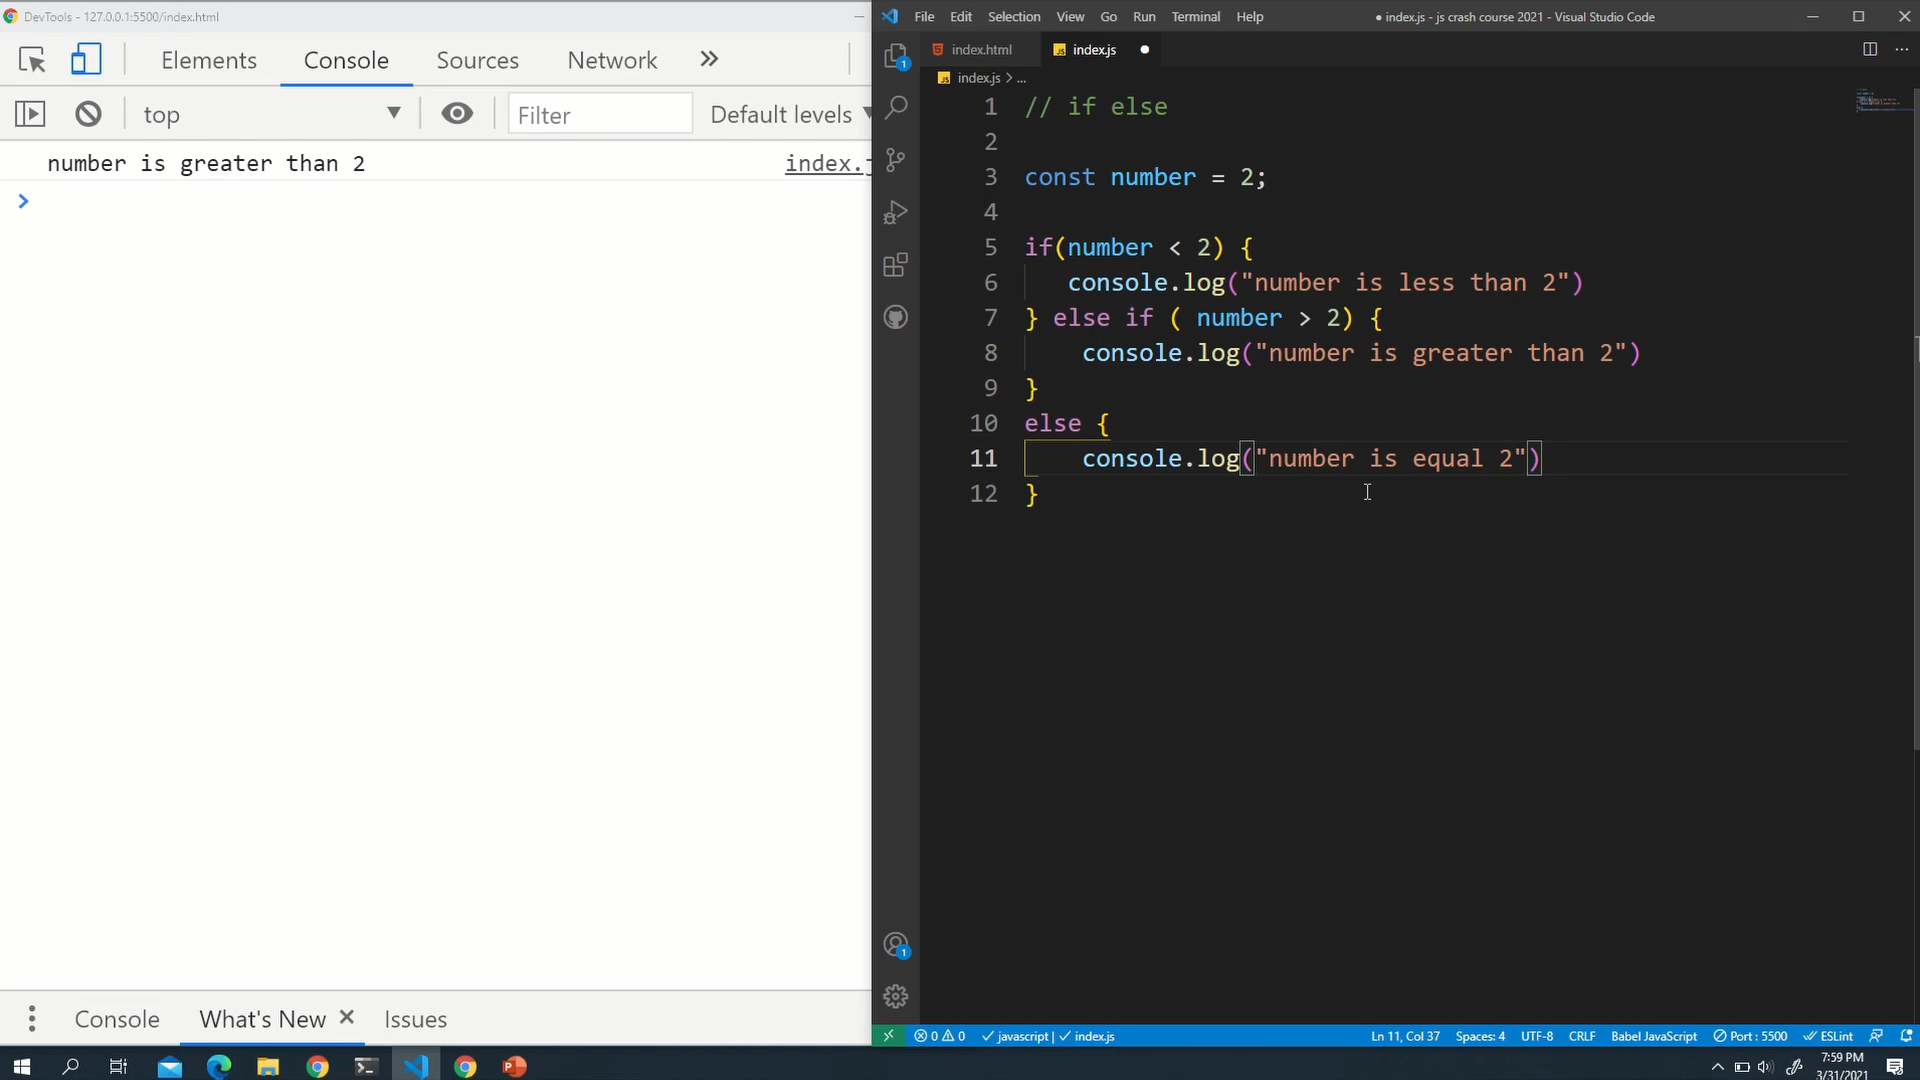 DevTools - 127.0.0.1:5500/index.html
Elements Console Sources Network
top Filter Default levels
number is greater than 2 index.j
Console What's New Issues
File Edit Selection View Go Run Terminal Help ● index.js - js crash course 2021 - Visual Studio Code
index.html index.js
index.js > ...
1 // if else
2
3 const number = 2;
4
5 if(number < 2) {
6 console.log("number is less than 2")
7 } else if ( number > 2) {
8 console.log("number is greater than 2")
9 }
10 else {
11 console.log("number is equal 2")
12 }
1
1
0 0 javascript | index.js Ln 11, Col 37 Spaces: 4 UTF-8 CRLF Babel JavaScript Port : 5500 ESLint
7:59 PM
3/31/2021